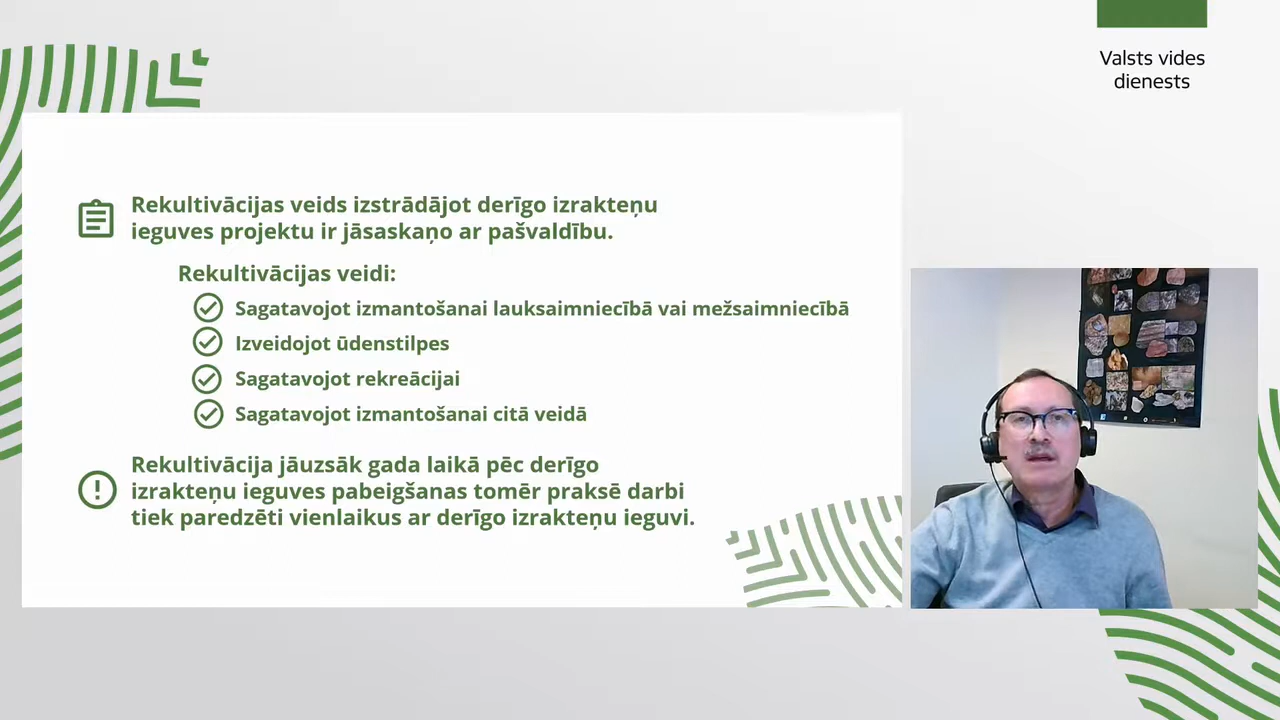 Valsts vides
dienests
Rekultivācijas veids izstrādājot derīgo izrakteņu
ieguves projektu ir jāsaskaņo ar pašvaldību.
Rekultivācijas veidi:
Sagatavojot izmantošanai lauksaimniecībā vai mežsaimniecībā
Izveidojot ūdenstilpes
Sagatavojot rekreācijai
Sagatavojot izmantošanai citā veidā
Rekultivācija jāuzsāk gada laikā pēc derīgo
izrakteņu ieguves pabeigšanas tomēr praksē darbi
tiek paredzēti vienlaikus ar derīgo izrakteņu ieguvi.